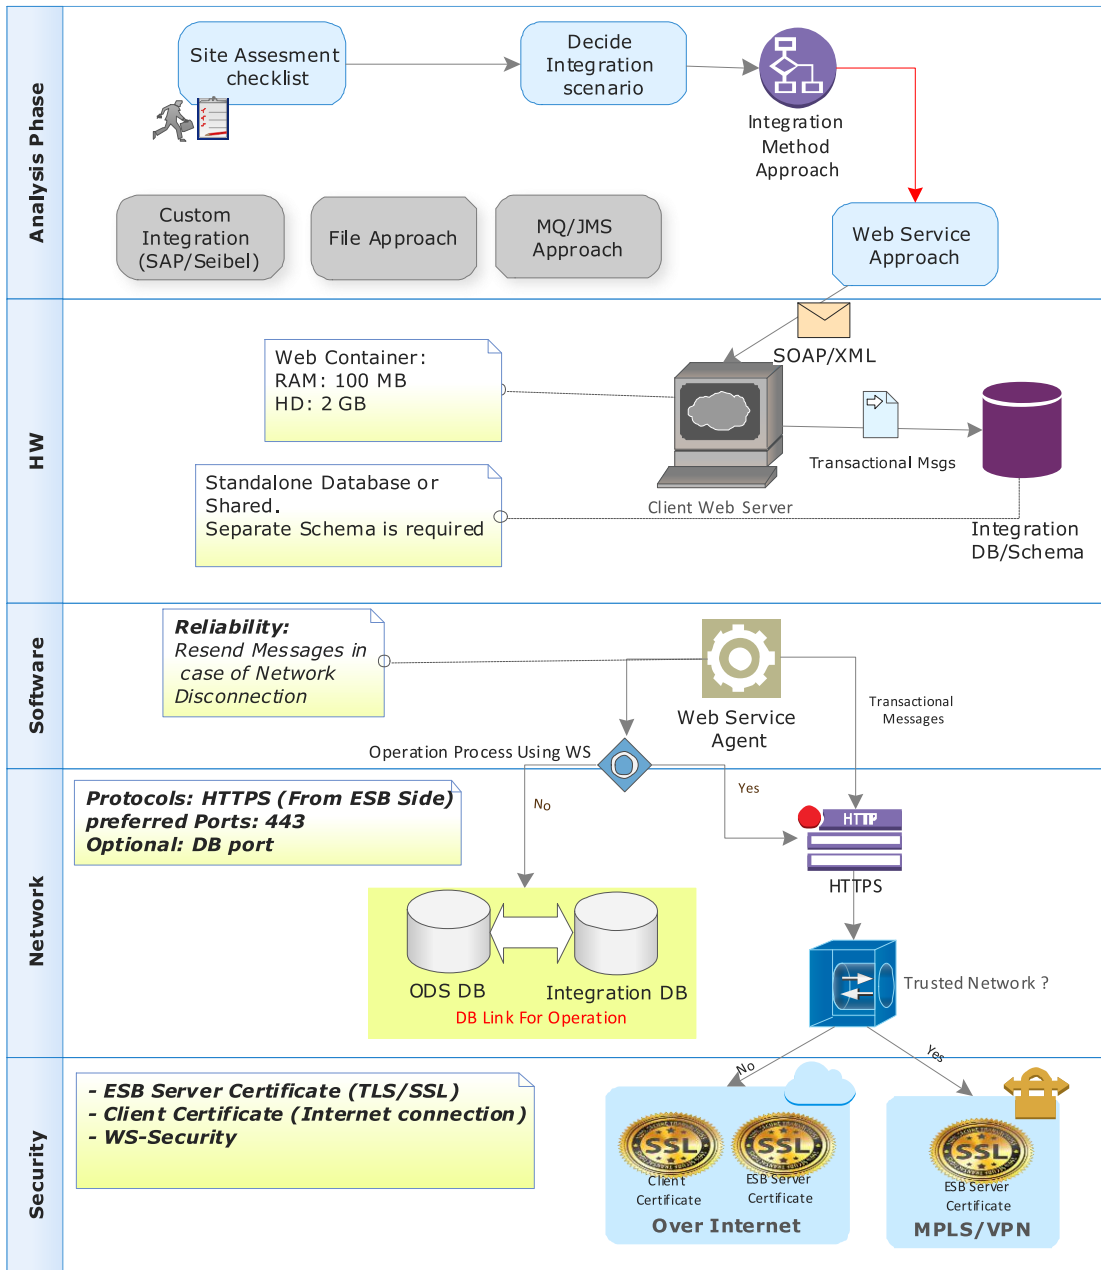 Analysis Phase
Site Assesment
checklist
Decide
Integration
scenario
Integration
Method
Approach
Custom
Integration
(SAP/Seibel)
File Approach
MQ/JMS
Approach
Web Service
Approach
HW
SOAP/XML
Web Container:
RAM: 100 MB
HD: 2 GB
Transactional Msgs
Standalone Database or
Shared.
Separate Schema is required
Client Web Server
Integration
DB/Schema
Software
Reliability:
Resend Messages in
case of Network
Disconnection
Web Service
Agent
Transactional
Messages
Operation Process Using WS
Network
No
Yes
Protocols: HTTPS (From ESB Side)
preferred Ports: 443
Optional: DB port
HTTP
HTTPS
ODS DB
Integration DB
DB Link For Operation
Trusted Network ?
No
Yes
Security
- ESB Server Certificate (TLS/SSL)
- Client Certificate (Internet connection)
- WS-Security
SSL
Client
Certificate
SSL
ESB Server
Certificate
Over Internet
SSL
ESB Server
Certificate
MPLS/VPN